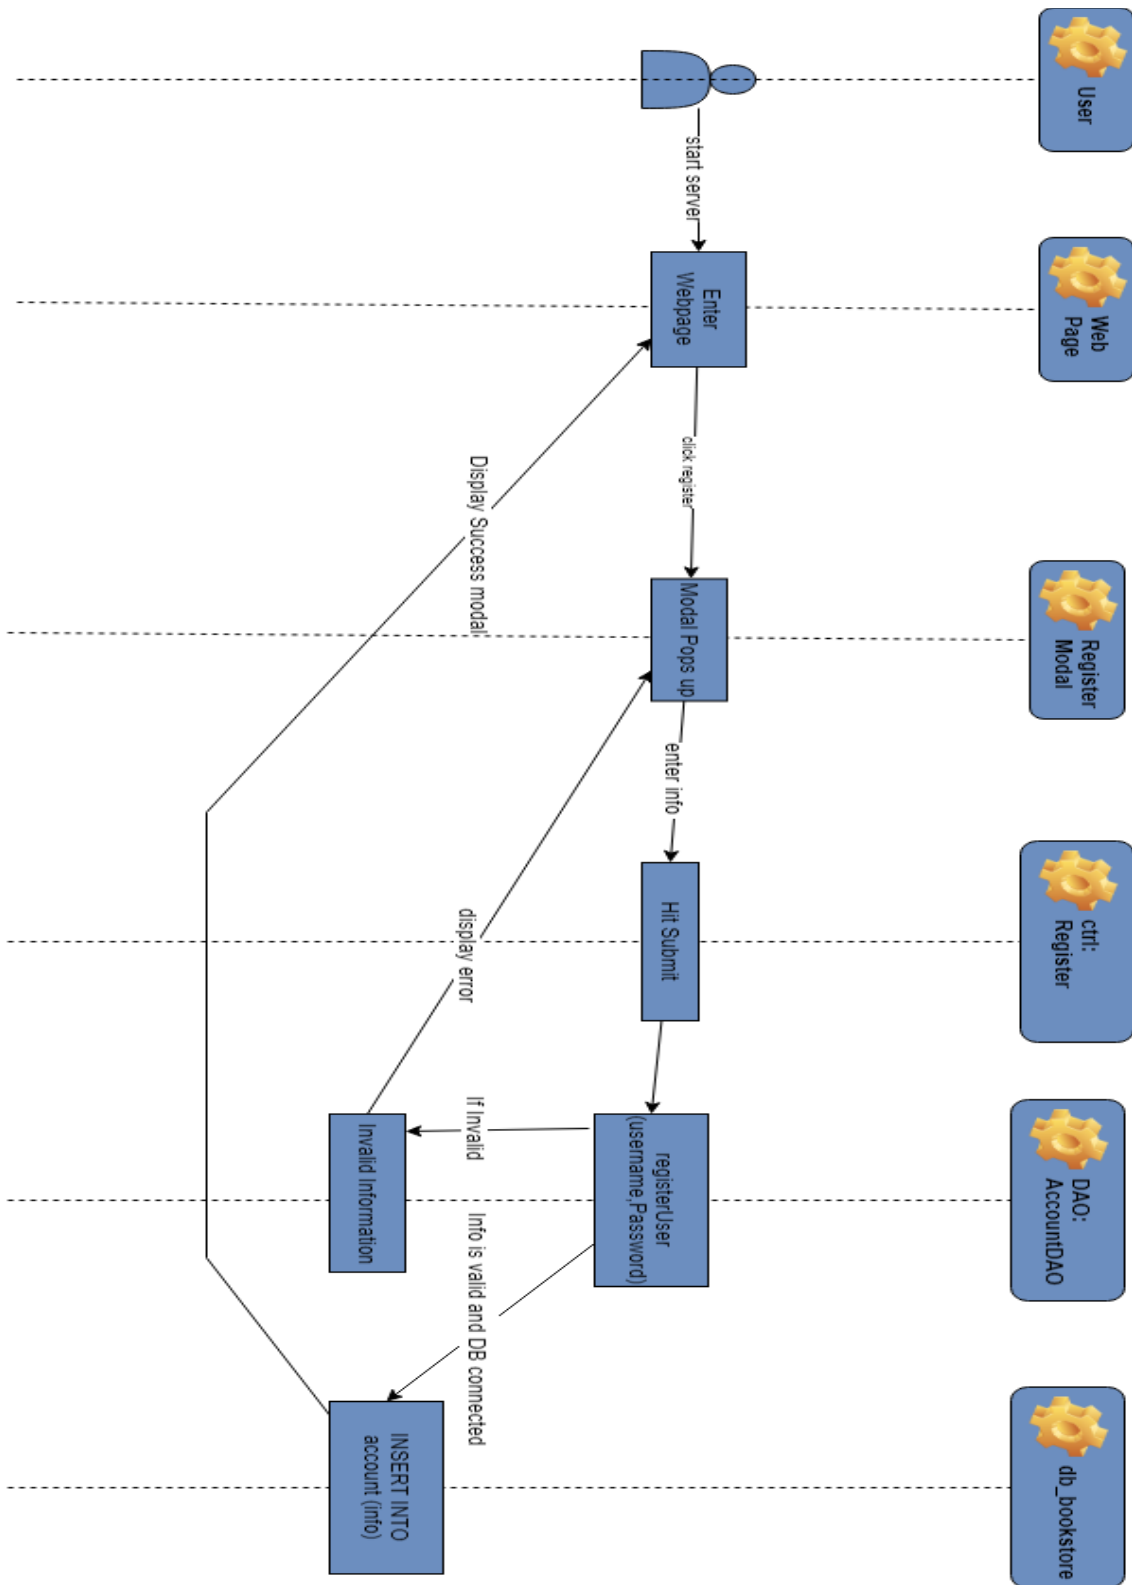 User
Web
Page
Register
Modal
ctrl:
Register
DAO:
AccountDAO
db_bookstore
start server
Enter
Webpage
click register
Modal Pops up
enter info
Hit Submit
registerUser
(username,Password)
If Invalid
Invalid Information
display error
Info is valid and DB connected
INSERT INTO
account (info)
Display Success modal